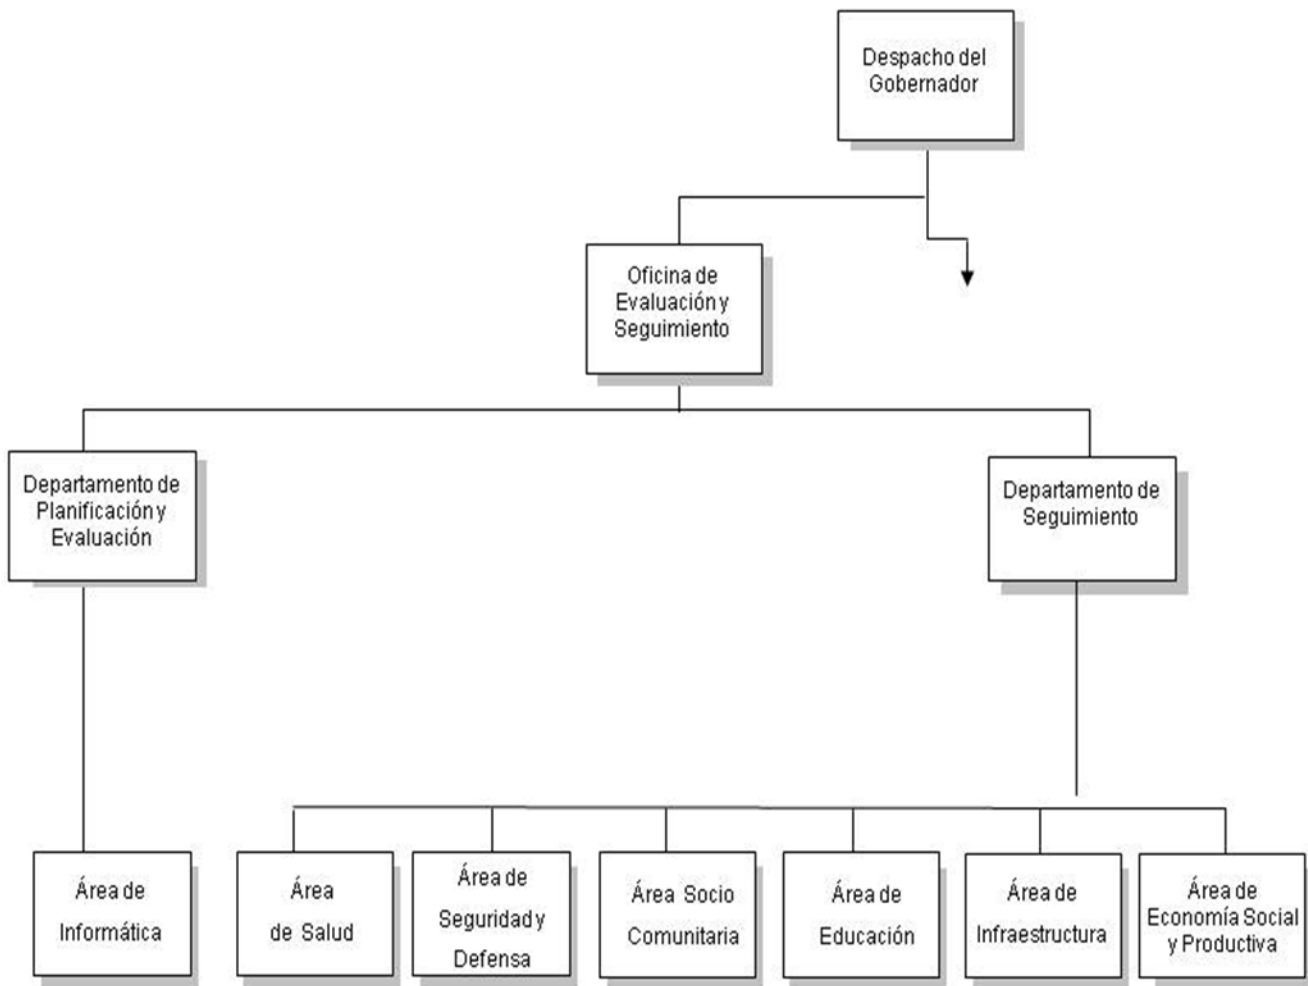 Despacho del
Gobernador
Oficina de
Evaluación y
Seguimiento
Departamento de
Planificación y
Evaluación
Departamento de
Seguimiento
Área de
Informática
Área
de Salud
Área de
Seguridad y
Defensa
Área Socio
Comunitaria
Área de
Educación
Área de
Infraestructura
Área de
Economía Social
y Productiva